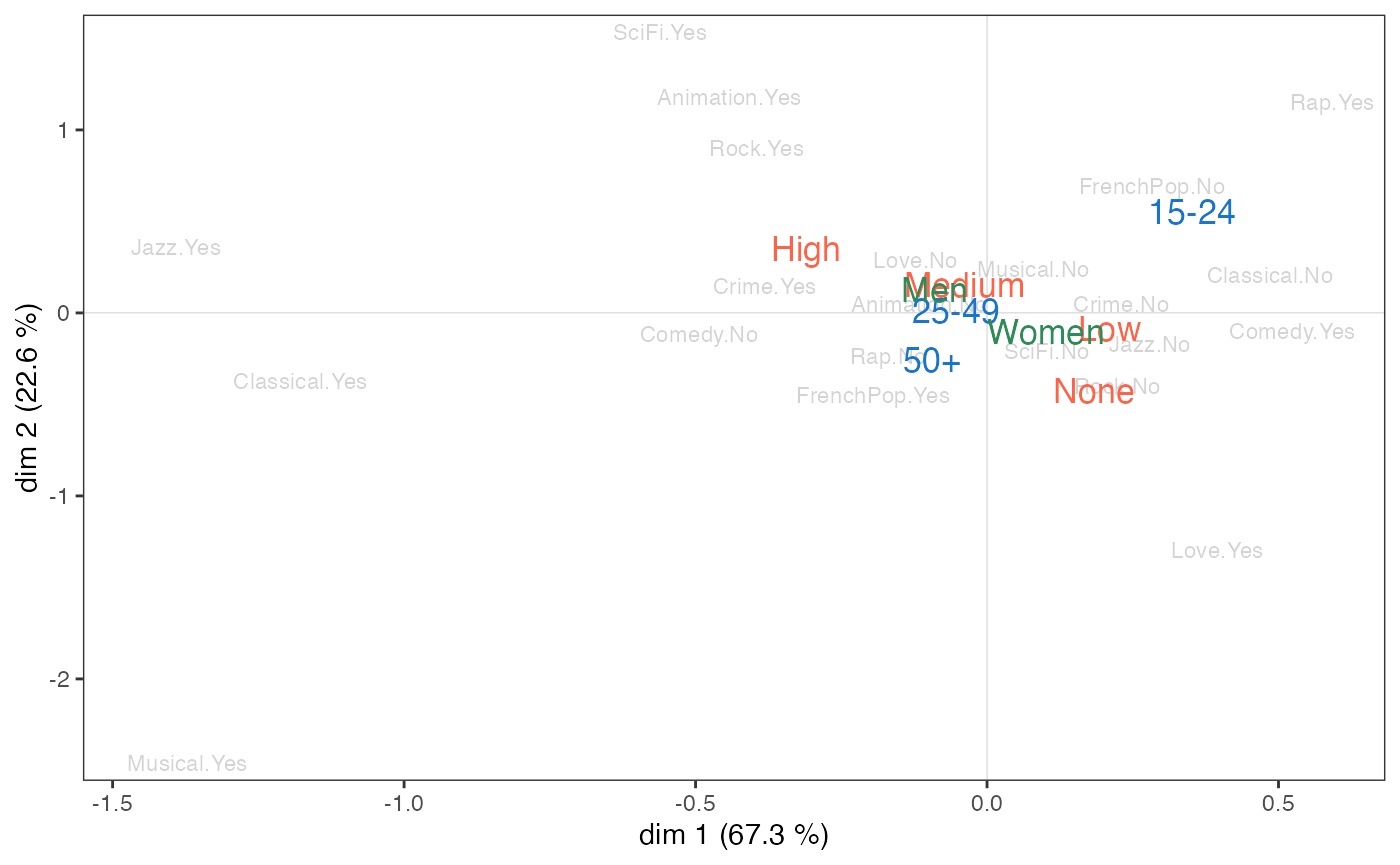 SciFi.Yes
Animation.Yes
Rap.Yes
1
Rock.Yes
FrenchPop.No
15-24
Jazz.Yes
High
Love.No
Musical.No
Classical.No
Crime.Yes
Medium
Men
Animation.No
Crime.No
25-49
0
Comedy.No
Women
Low
Comedy.Yes
SciFi.No
Jazz.No
Rap.No
50+
Classical.Yes
FrenchPop.Yes
Rock.No
None
-1
Love.Yes
-2
Musical.Yes
-1.5
-1.0
-0.5
0.0
0.5
dim 1 (67.3 %)
dim 2 (22.6 %)